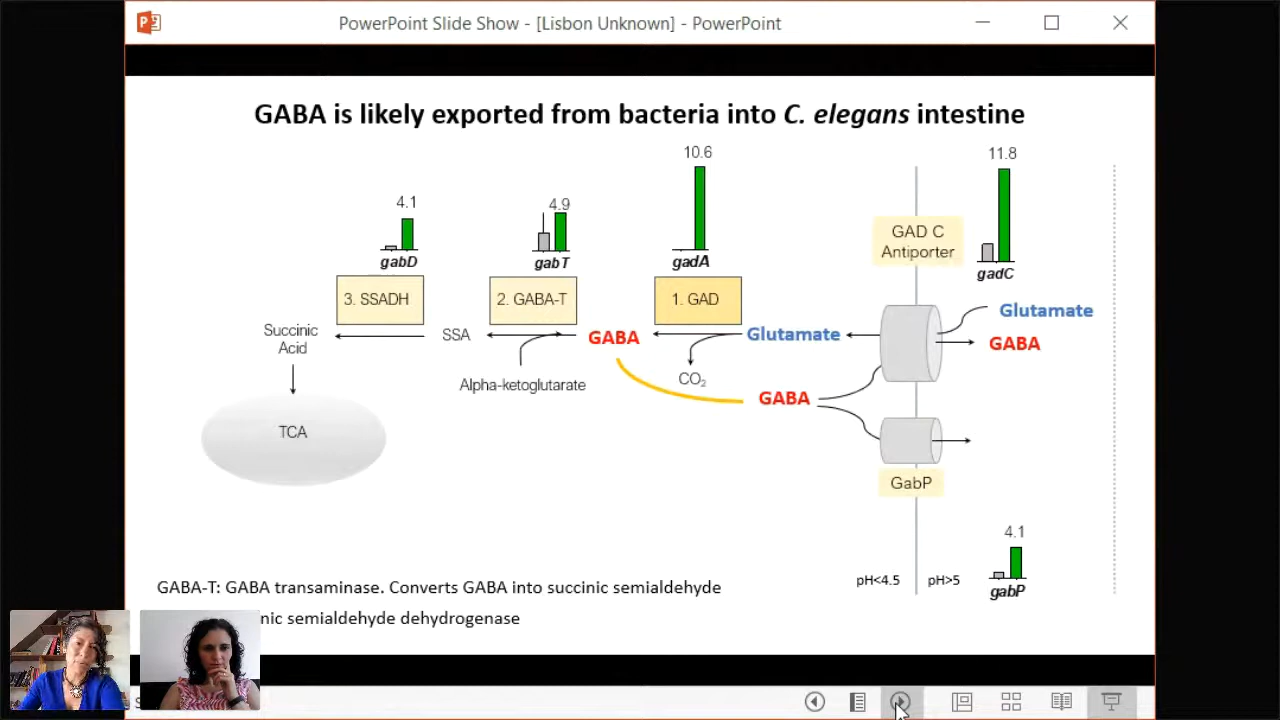 PowerPoint Slide Show - [Lisbon Unknown] - PowerPoint
GABA is likely exported from bacteria into C. elegans intestine
10.6
11.8
4.1
4.9
gabD
gabT
gadA
GAD C
Antiporter
gadC
3. SSADH
2. GABA-T
1. GAD
Glutamate
Succinic
Acid
SSA
GABA
Glutamate
GABA
Alpha-ketoglutarate
CO₂
GABA
TCA
GabP
4.1
pH<4.5
pH>5
gabP
GABA-T: GABA transaminase. Converts GABA into succinic semialdehyde
semialdehyde dehydrogenase